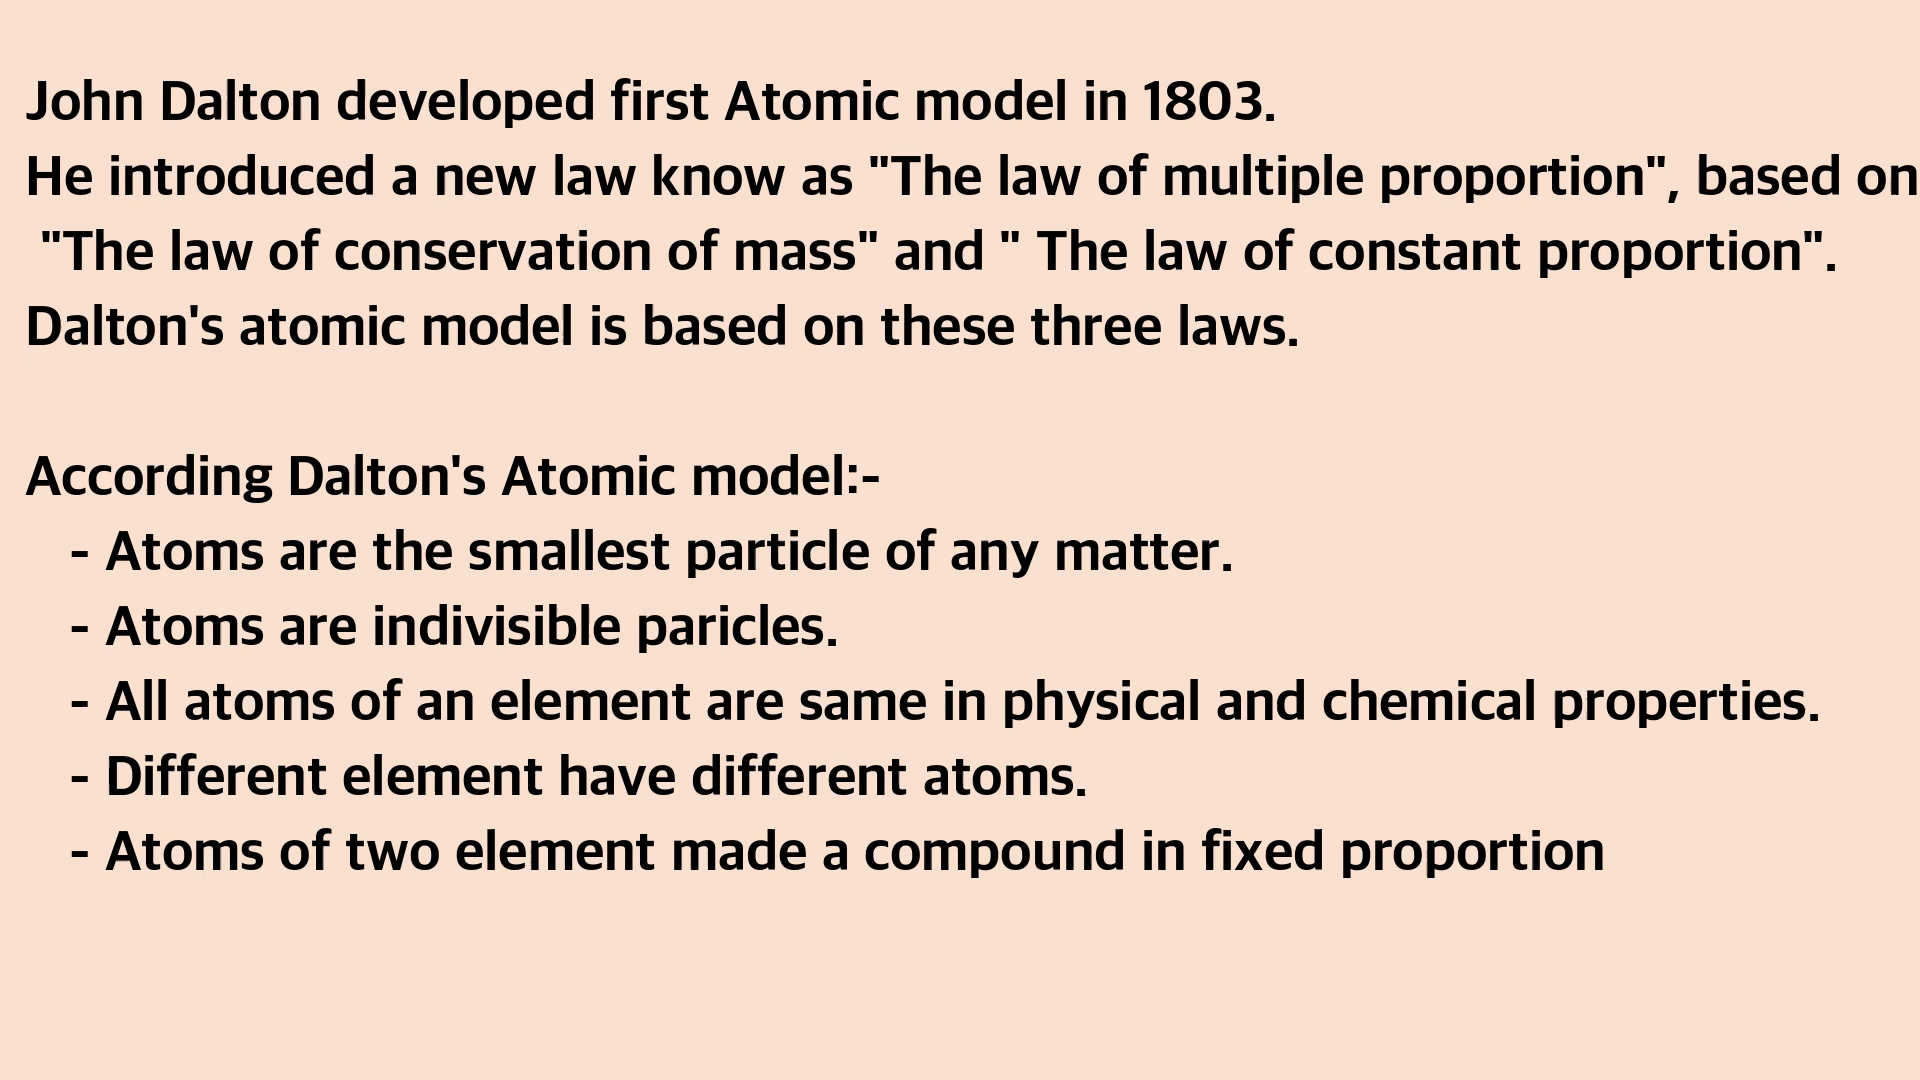 John Dalton developed first Atomic model in 1803.
He introduced a new law know as "The law of multiple proportion", based on
"The law of conservation of mass" and " The law of constant proportion".
Dalton's atomic model is based on these three laws.
According Dalton's Atomic model:-
- Atoms are the smallest particle of any matter.
- Atoms are indivisible paricles.
- All atoms of an element are same in physical and chemical properties.
- Different element have different atoms.
- Atoms of two element made a compound in fixed proportion